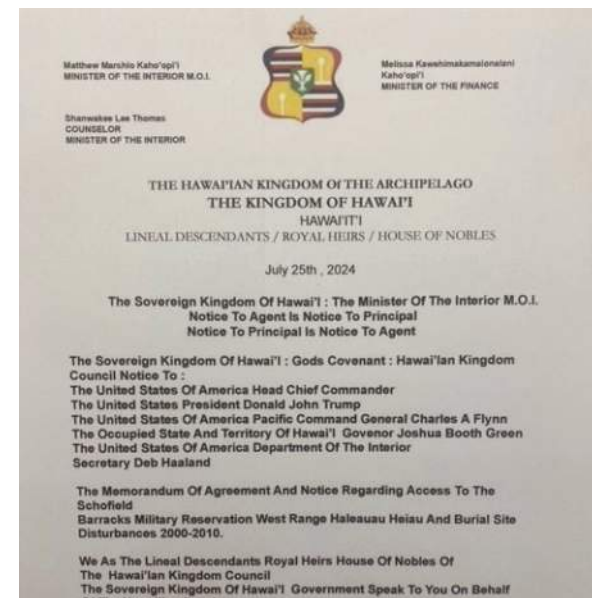 Matthew Marshio Kaho'opi'i
MINISTER OF THE INTERIOR M.O.I.
Melissa Kawehimakamaionalani
Kaho'opi'i
MINISTER OF THE FINANCE
Shanwakee Lee Thomas
COUNSELOR
MINISTER OF THE INTERIOR
THE HAWAI'IAN KINGDOM Of THE ARCHIPELAGO
THE KINGDOM OF HAWAI'I
HAWAI'IT'I
LINEAL DESCENDANTS / ROYAL HEIRS / HOUSE OF NOBLES
July 25th , 2024
The Sovereign Kingdom Of Hawai'I : The Minister Of The Interior M.O.I.
Notice To Agent Is Notice To Principal
Notice To Principal Is Notice To Agent
The Sovereign Kingdom Of Hawai'I : Gods Covenant : Hawai'Ian Kingdom
Council Notice To :
The United States Of America Head Chief Commander
The United States President Donald John Trump
The United States Of America Pacific Command General Charles A Flynn
The Occupied State And Territory Of Hawai'I Govenor Joshua Booth Green
The United States Of America Department Of The Interior
Secretary Deb Haaland
The Memorandum Of Agreement And Notice Regarding Access To The
Schofield
Barracks Military Reservation West Range Haleauau Heiau And Burial Site
Disturbances 2000-2010.
We As The Lineal Descendants Royal Heirs House Of Nobles Of
The Hawai'Ian Kingdom Council
The Sovereign Kingdom Of Hawai'I Government Speak To You On Behalf